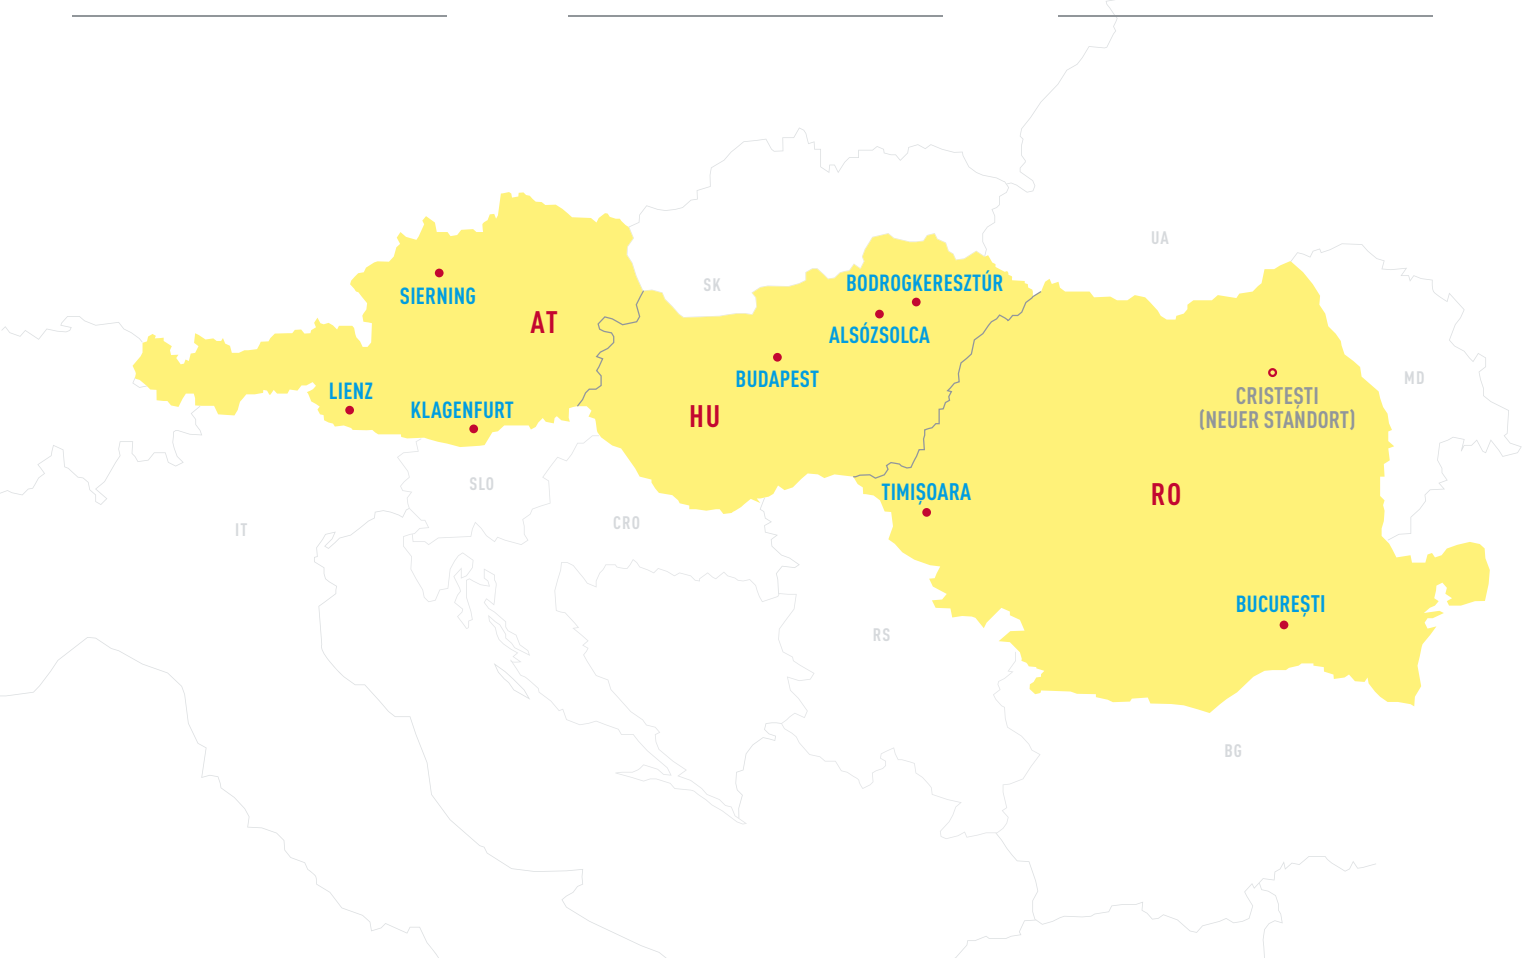 UA
SK
BODROGKERESZTÚR
SIERNING
AT
ALSÓZSOLCA
BUDAPEST
MD
LIENZ
CRISTEȘTI
(NEUER STANDORT)
KLAGENFURT
HU
SLO
TIMIȘOARA
RO
CRO
IT
BUCUREȘTI
RS
BG